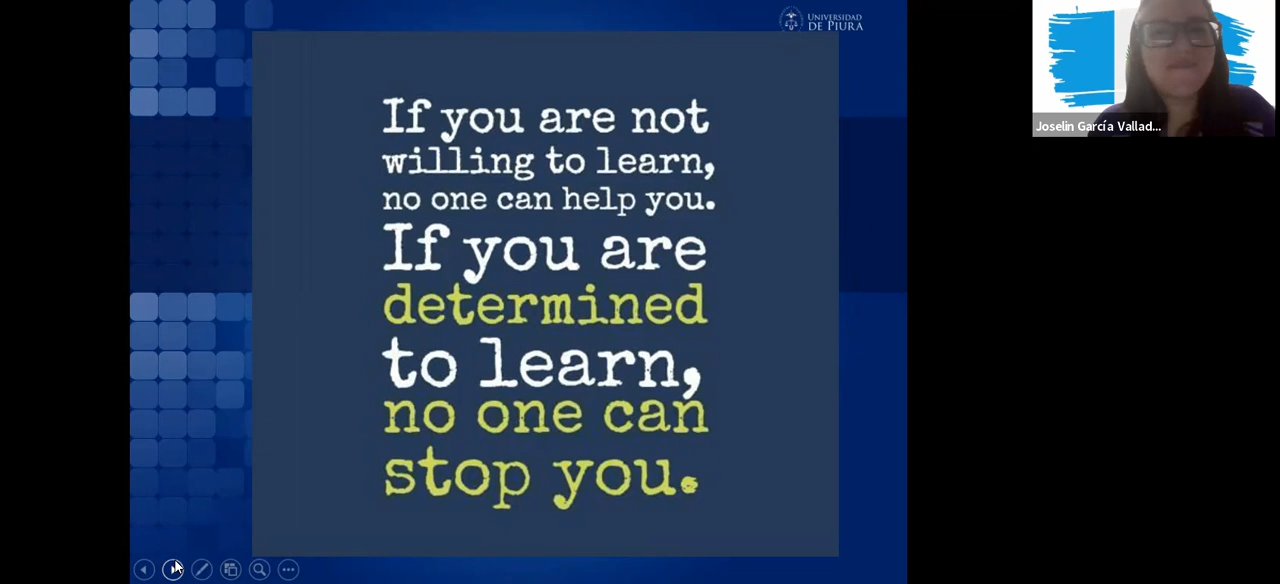 UNIVERSIDAD
DE PIURA
If you are not
willing to learn,
no one can help you.
If you are
determined
to learn,
no one can
stop you.
Joselin García Vallad...